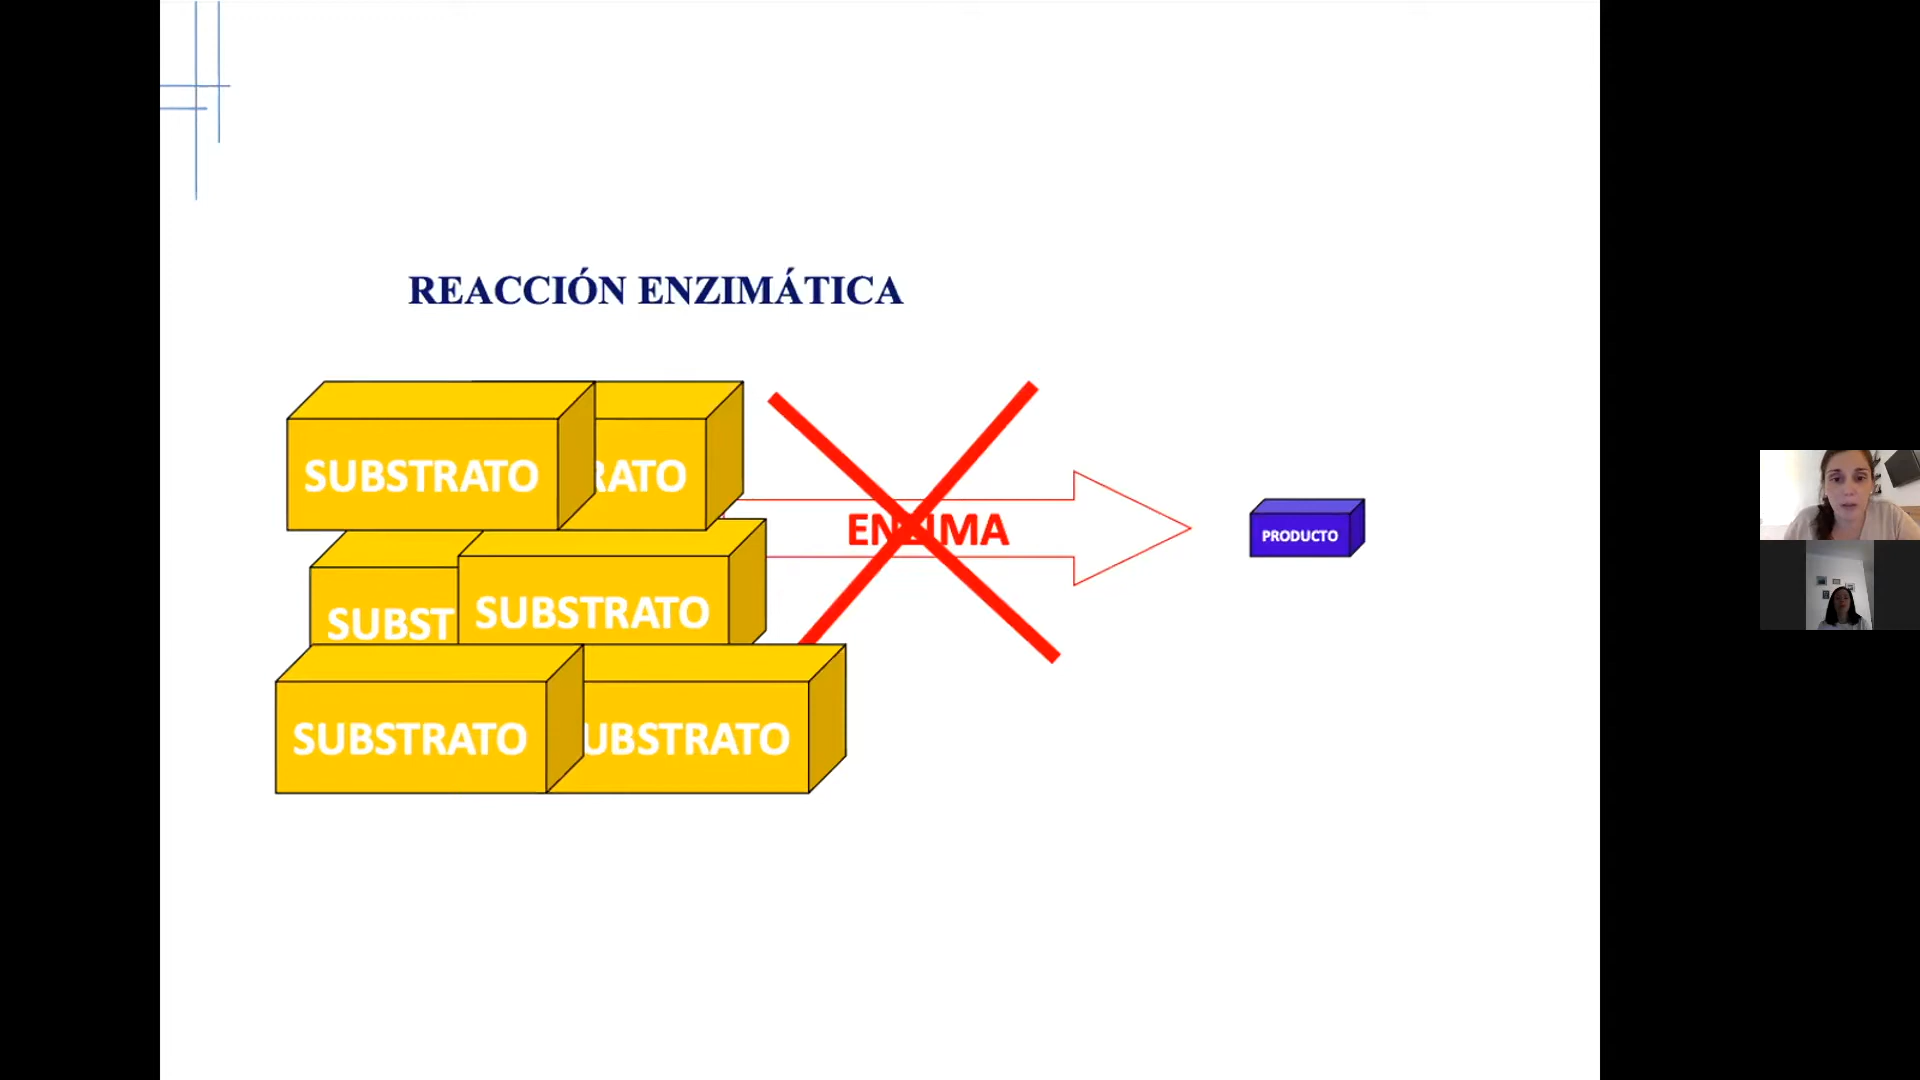 REACCIÓN ENZIMÁTICA
SUBSTRATO
RATO
ENZIMA
PRODUCTO
SUBST
SUBSTRATO
SUBSTRATO
UBSTRATO